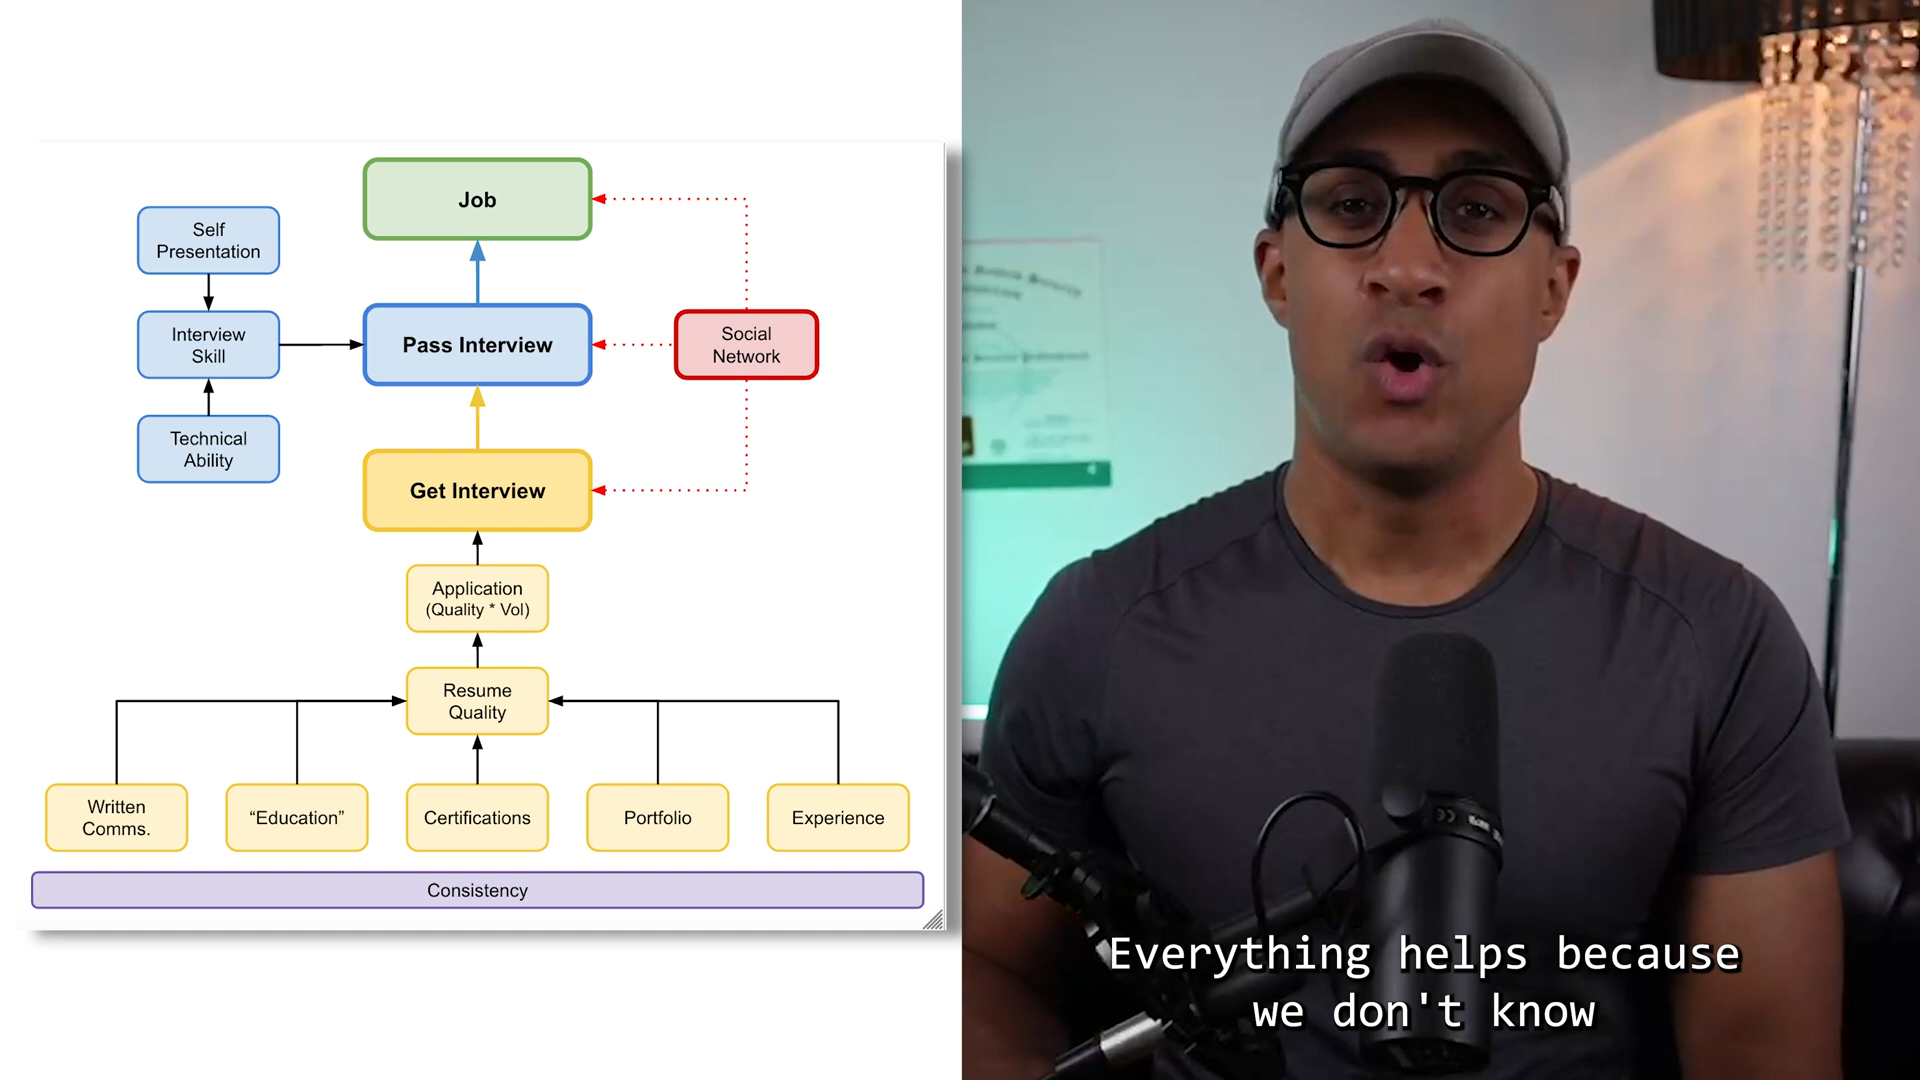 Job
Self
Presentation
Interview
Skill
Pass Interview
Social
Network
Technical
Ability
Get Interview
Application
(Quality * Vol)
Resume
Quality
Written
Comms.
“Education”
Certifications
Portfolio
Experience
Consistency
Everything helps because
we don't know